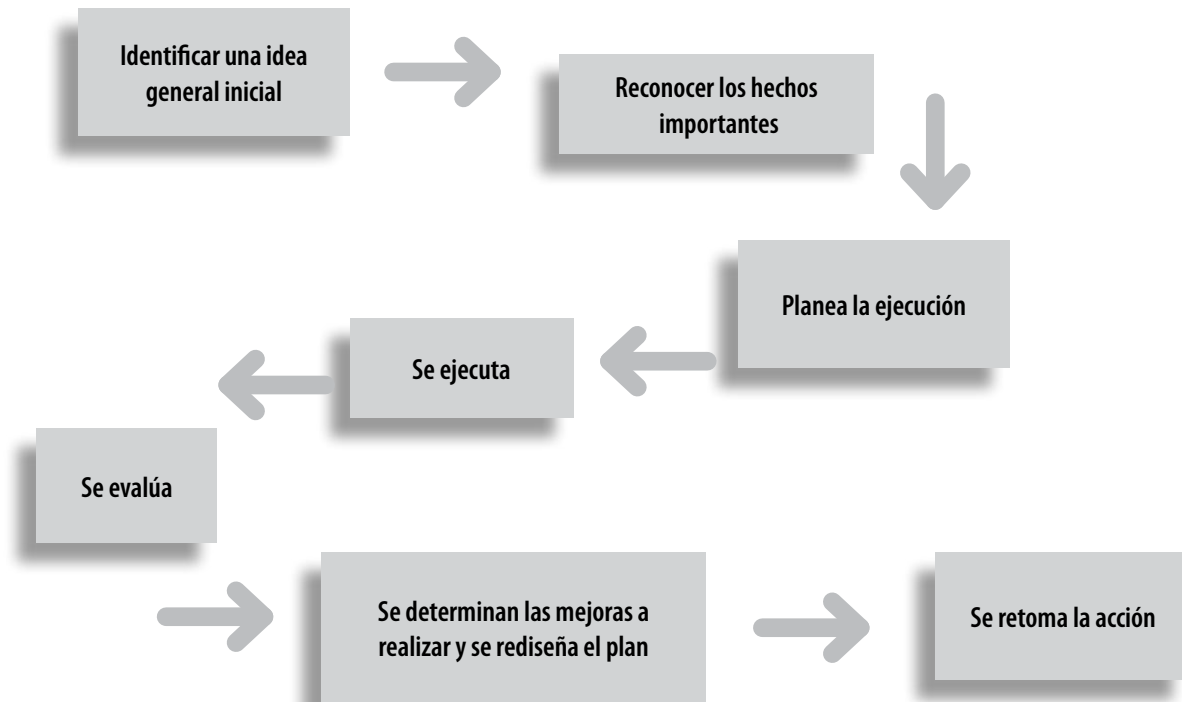 Identificar una idea
general inicial
Reconocer los hechos
importantes
Planea la ejecución
Se ejecuta
Se evalúa
Se determinan las mejoras a
realizar y se rediseña el plan
Se retoma la acción